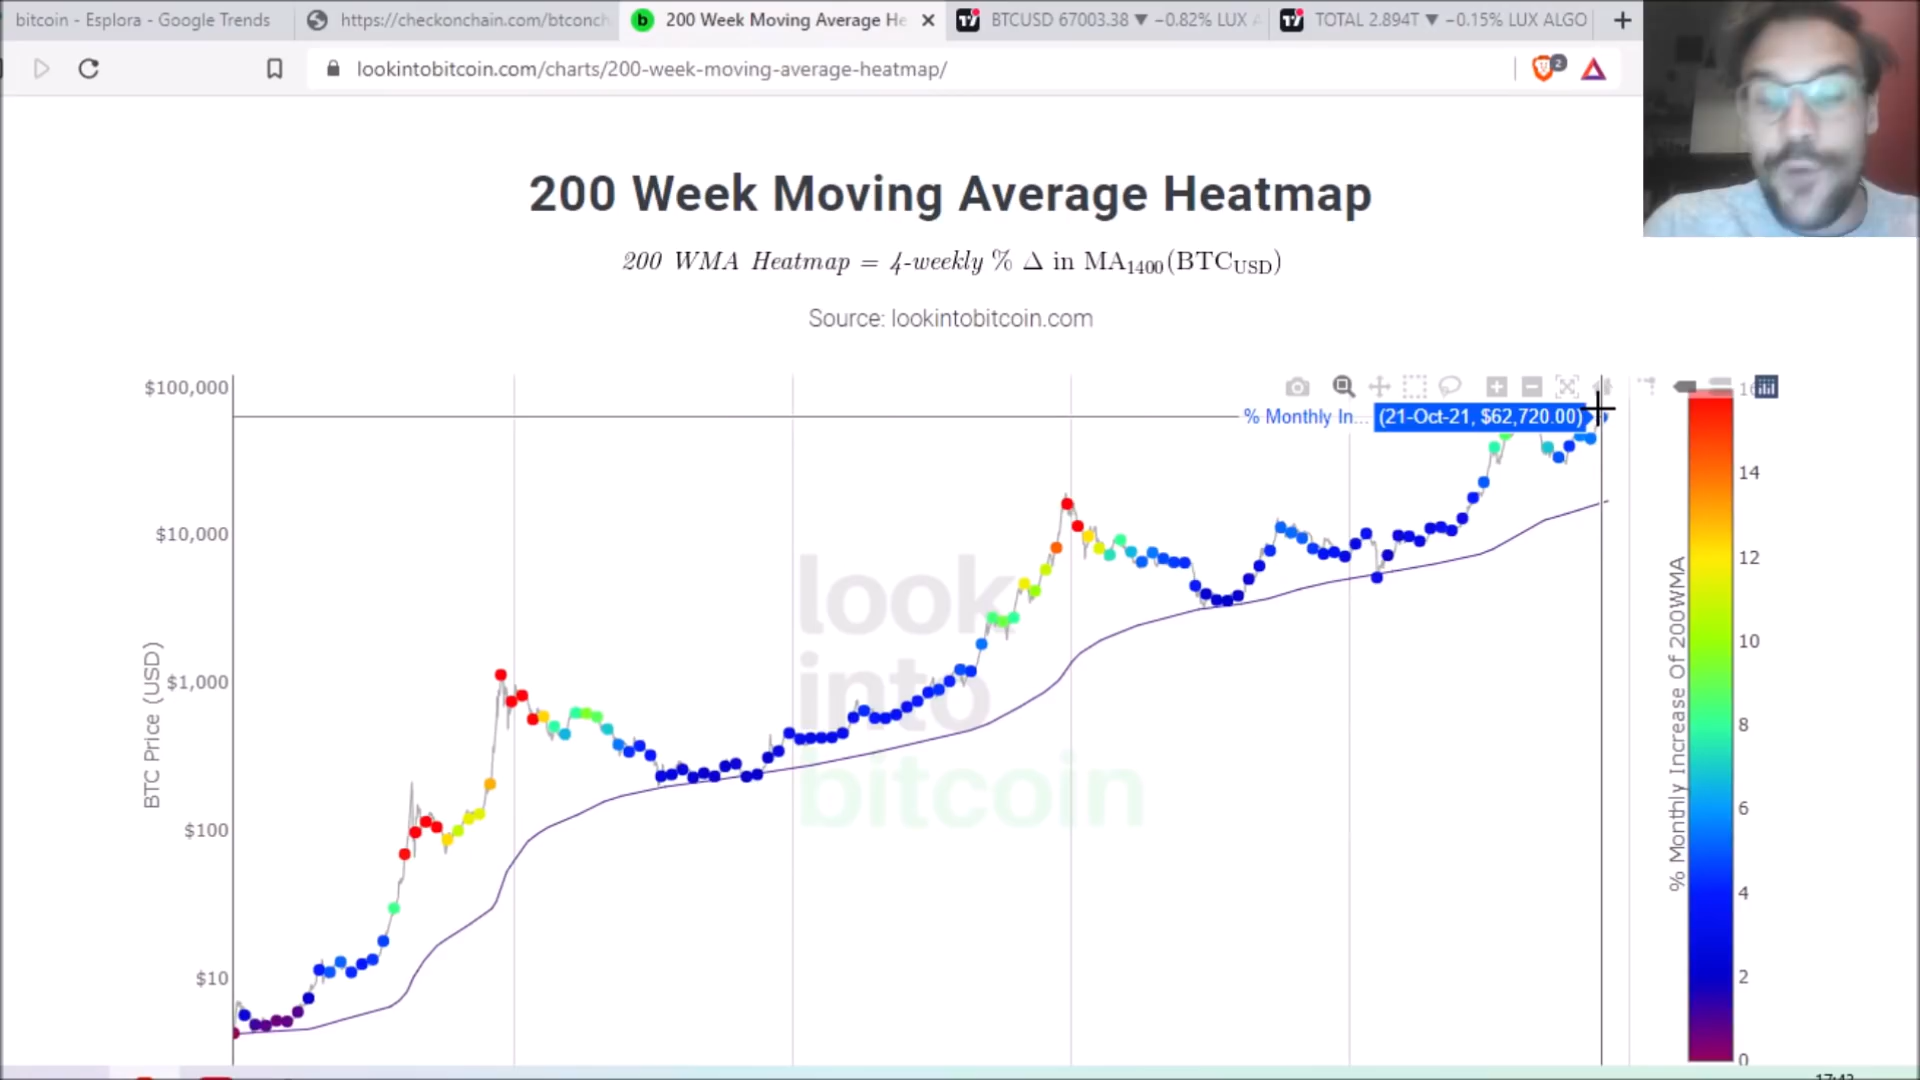 bitcoin - Esplora - Google Trends
https://checkonchain.com/btconch
200 Week Moving Average He
BTCUSD 67003.38 ▼ −0.82% LUX A
TOTAL 2.894T ▼ −0.15% LUX ALGO
lookintobitcoin.com/charts/200-week-moving-average-heatmap/
2
200 Week Moving Average Heatmap
200 WMA Heatmap = 4-weekly % Δ in MA1400(BTCUSD)
Source: lookintobitcoin.com
$100,000
$10,000
$1,000
$100
$10
BTC Price (USD)
% Monthly In...
(21-Oct-21, $62,720.00)
look
into
bitcoin
16
14
12
10
8
6
4
2
0
% Monthly Increase Of 200WMA